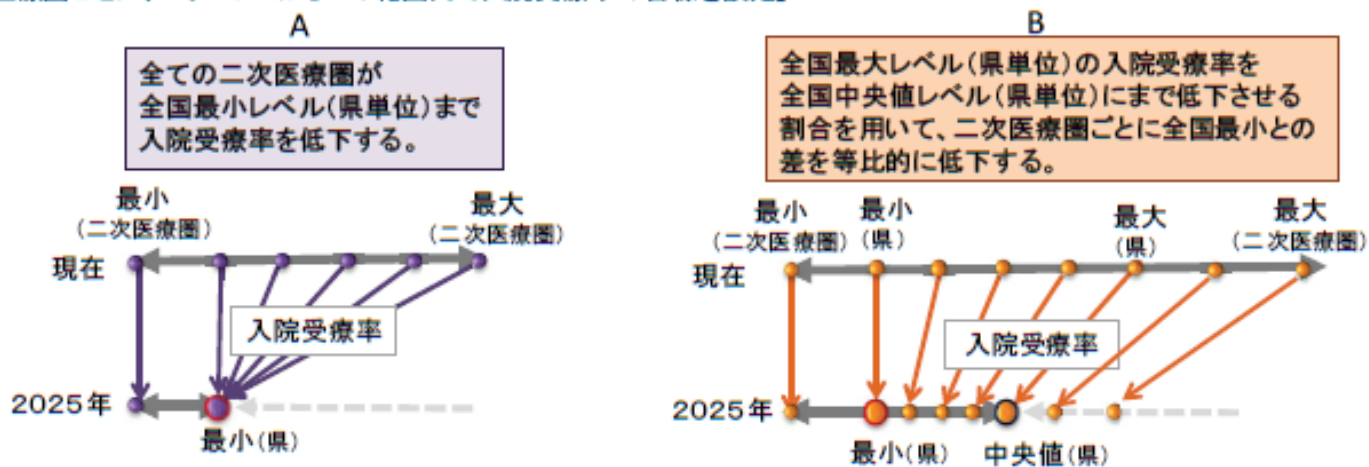 A
全ての二次医療圏が
全国最小レベル(県単位)まで
入院受療率を低下する。
最小
(二次医療圏)
最大
(二次医療圏)
現在
入院受療率
2025年
最小(県)
B
全国最大レベル(県単位)の入院受療率を
全国中央値レベル(県単位)にまで低下させる
割合を用いて、二次医療圏ごとに全国最小との
差を等比的に低下する。
最小
(二次医療圏)
最小
(県)
最大
(県)
最大
(二次医療圏)
現在
入院受療率
2025年
最小(県)
中央値(県)